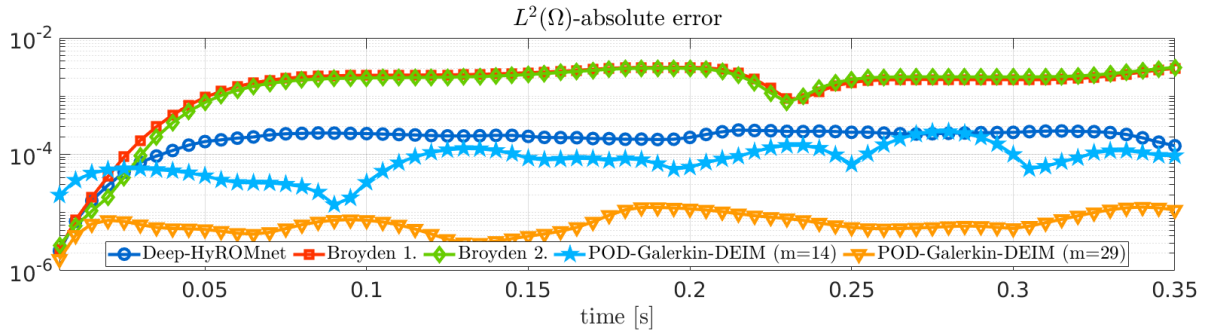 L²(Ω)-absolute error
10⁻²
10⁻⁴
10⁻⁶
Deep-HyROMnet Broyden 1. Broyden 2. POD-Galerkin-DEIM (m=14) POD-Galerkin-DEIM (m=29)
0.05 0.1 0.15 0.2 0.25 0.3 0.35
time [s]